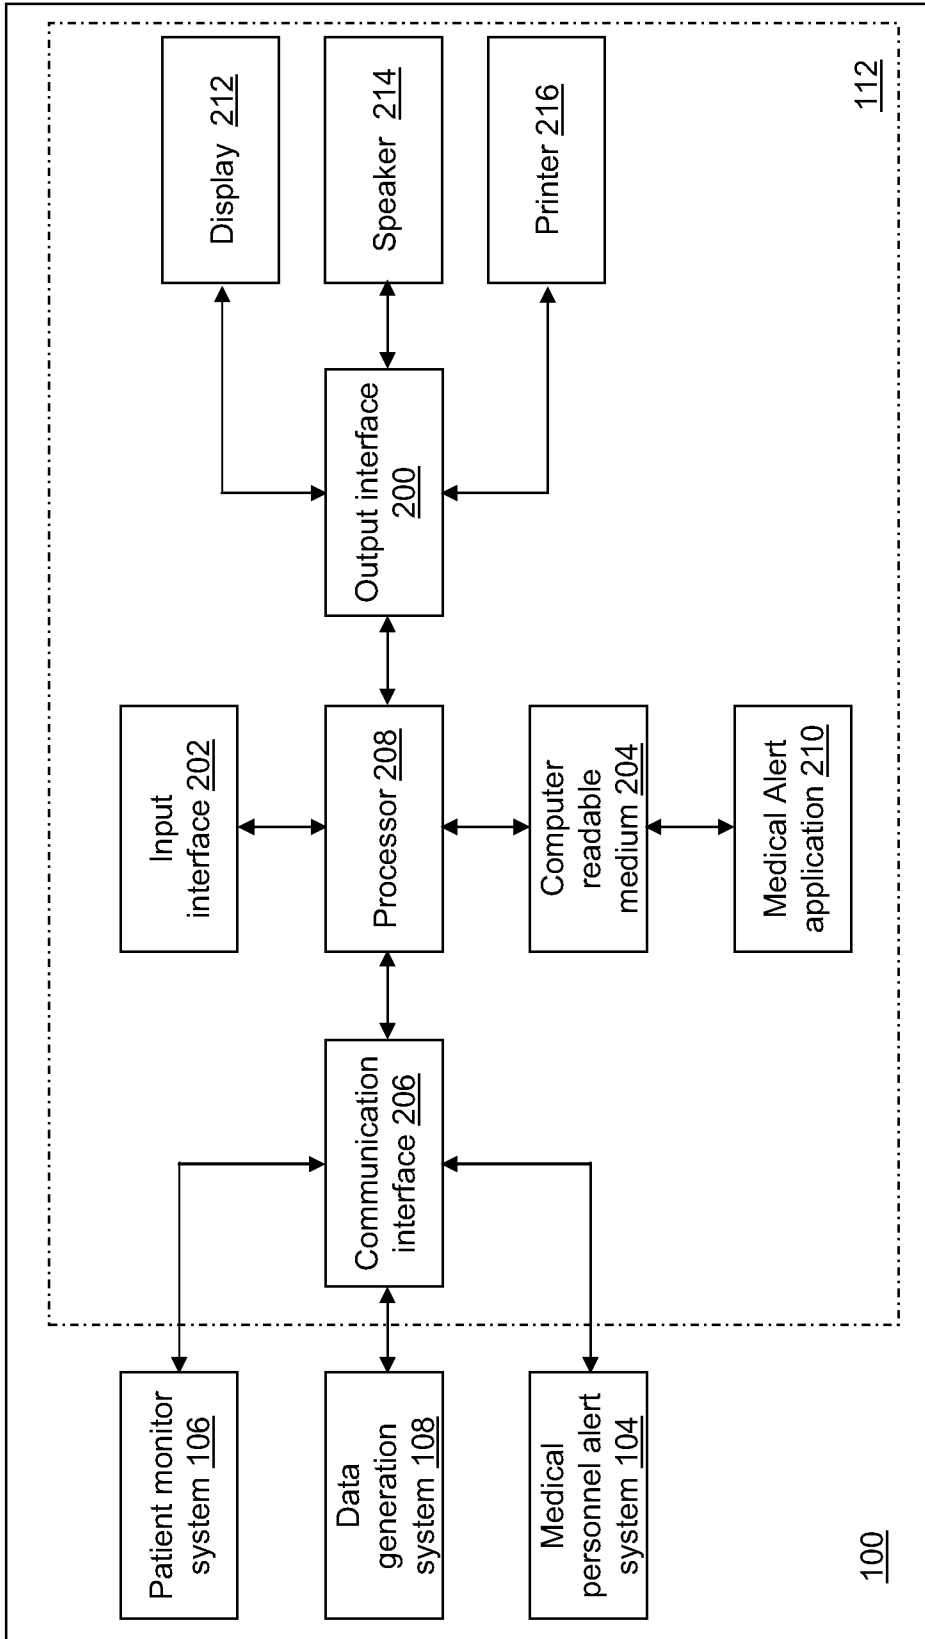 Patient monitor
system 106
Data
generation
system 108
Medical
personnel alert
system 104
100
Communication
interface 206
Input
interface 202
Processor 208
Computer
readable
medium 204
Medical Alert
application 210
Output interface
200
Display 212
Speaker 214
Printer 216
112